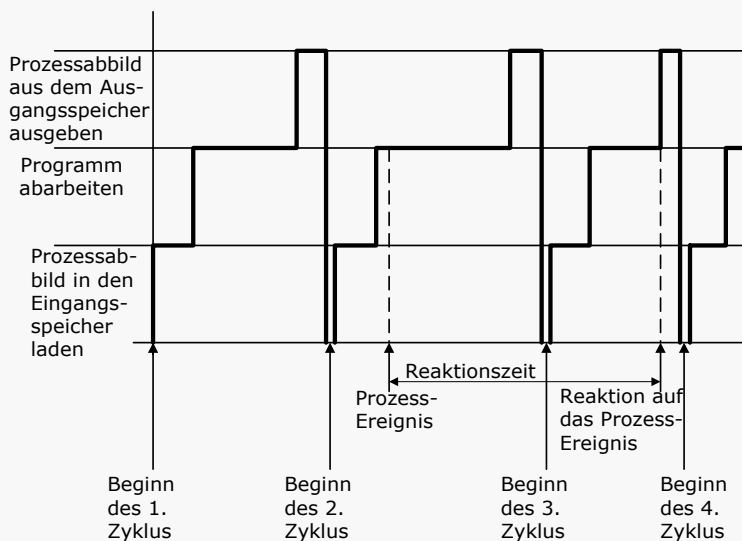 Prozessabbild
aus dem Aus-
gangsspeicher
ausgeben
Programm
abarbeiten
Prozessab-
bild in den
Eingangs-
speicher
laden
Reaktionszeit
Prozess-
Ereignis
Reaktion auf
das Prozess-
Ereignis
Beginn
des 1.
Zyklus
Beginn
des 2.
Zyklus
Beginn
des 3.
Zyklus
Beginn
des 4.
Zyklus